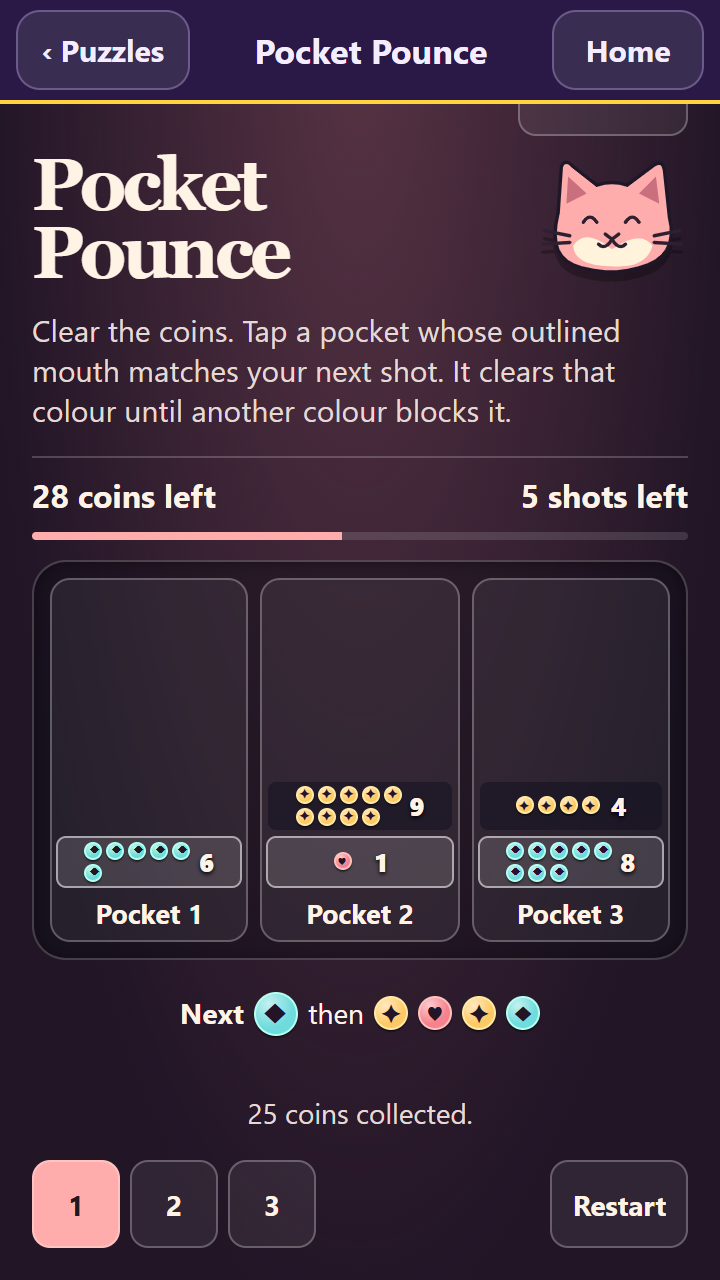 ‹ Puzzles
Pocket Pounce
Home
Pocket
Pounce
Clear the coins. Tap a pocket whose outlined
mouth matches your next shot. It clears that
colour until another colour blocks it.
28 coins left
5 shots left
9
4
6
1
8
Pocket 1
Pocket 2
Pocket 3
Next
then
25 coins collected.
1
2
3
Restart